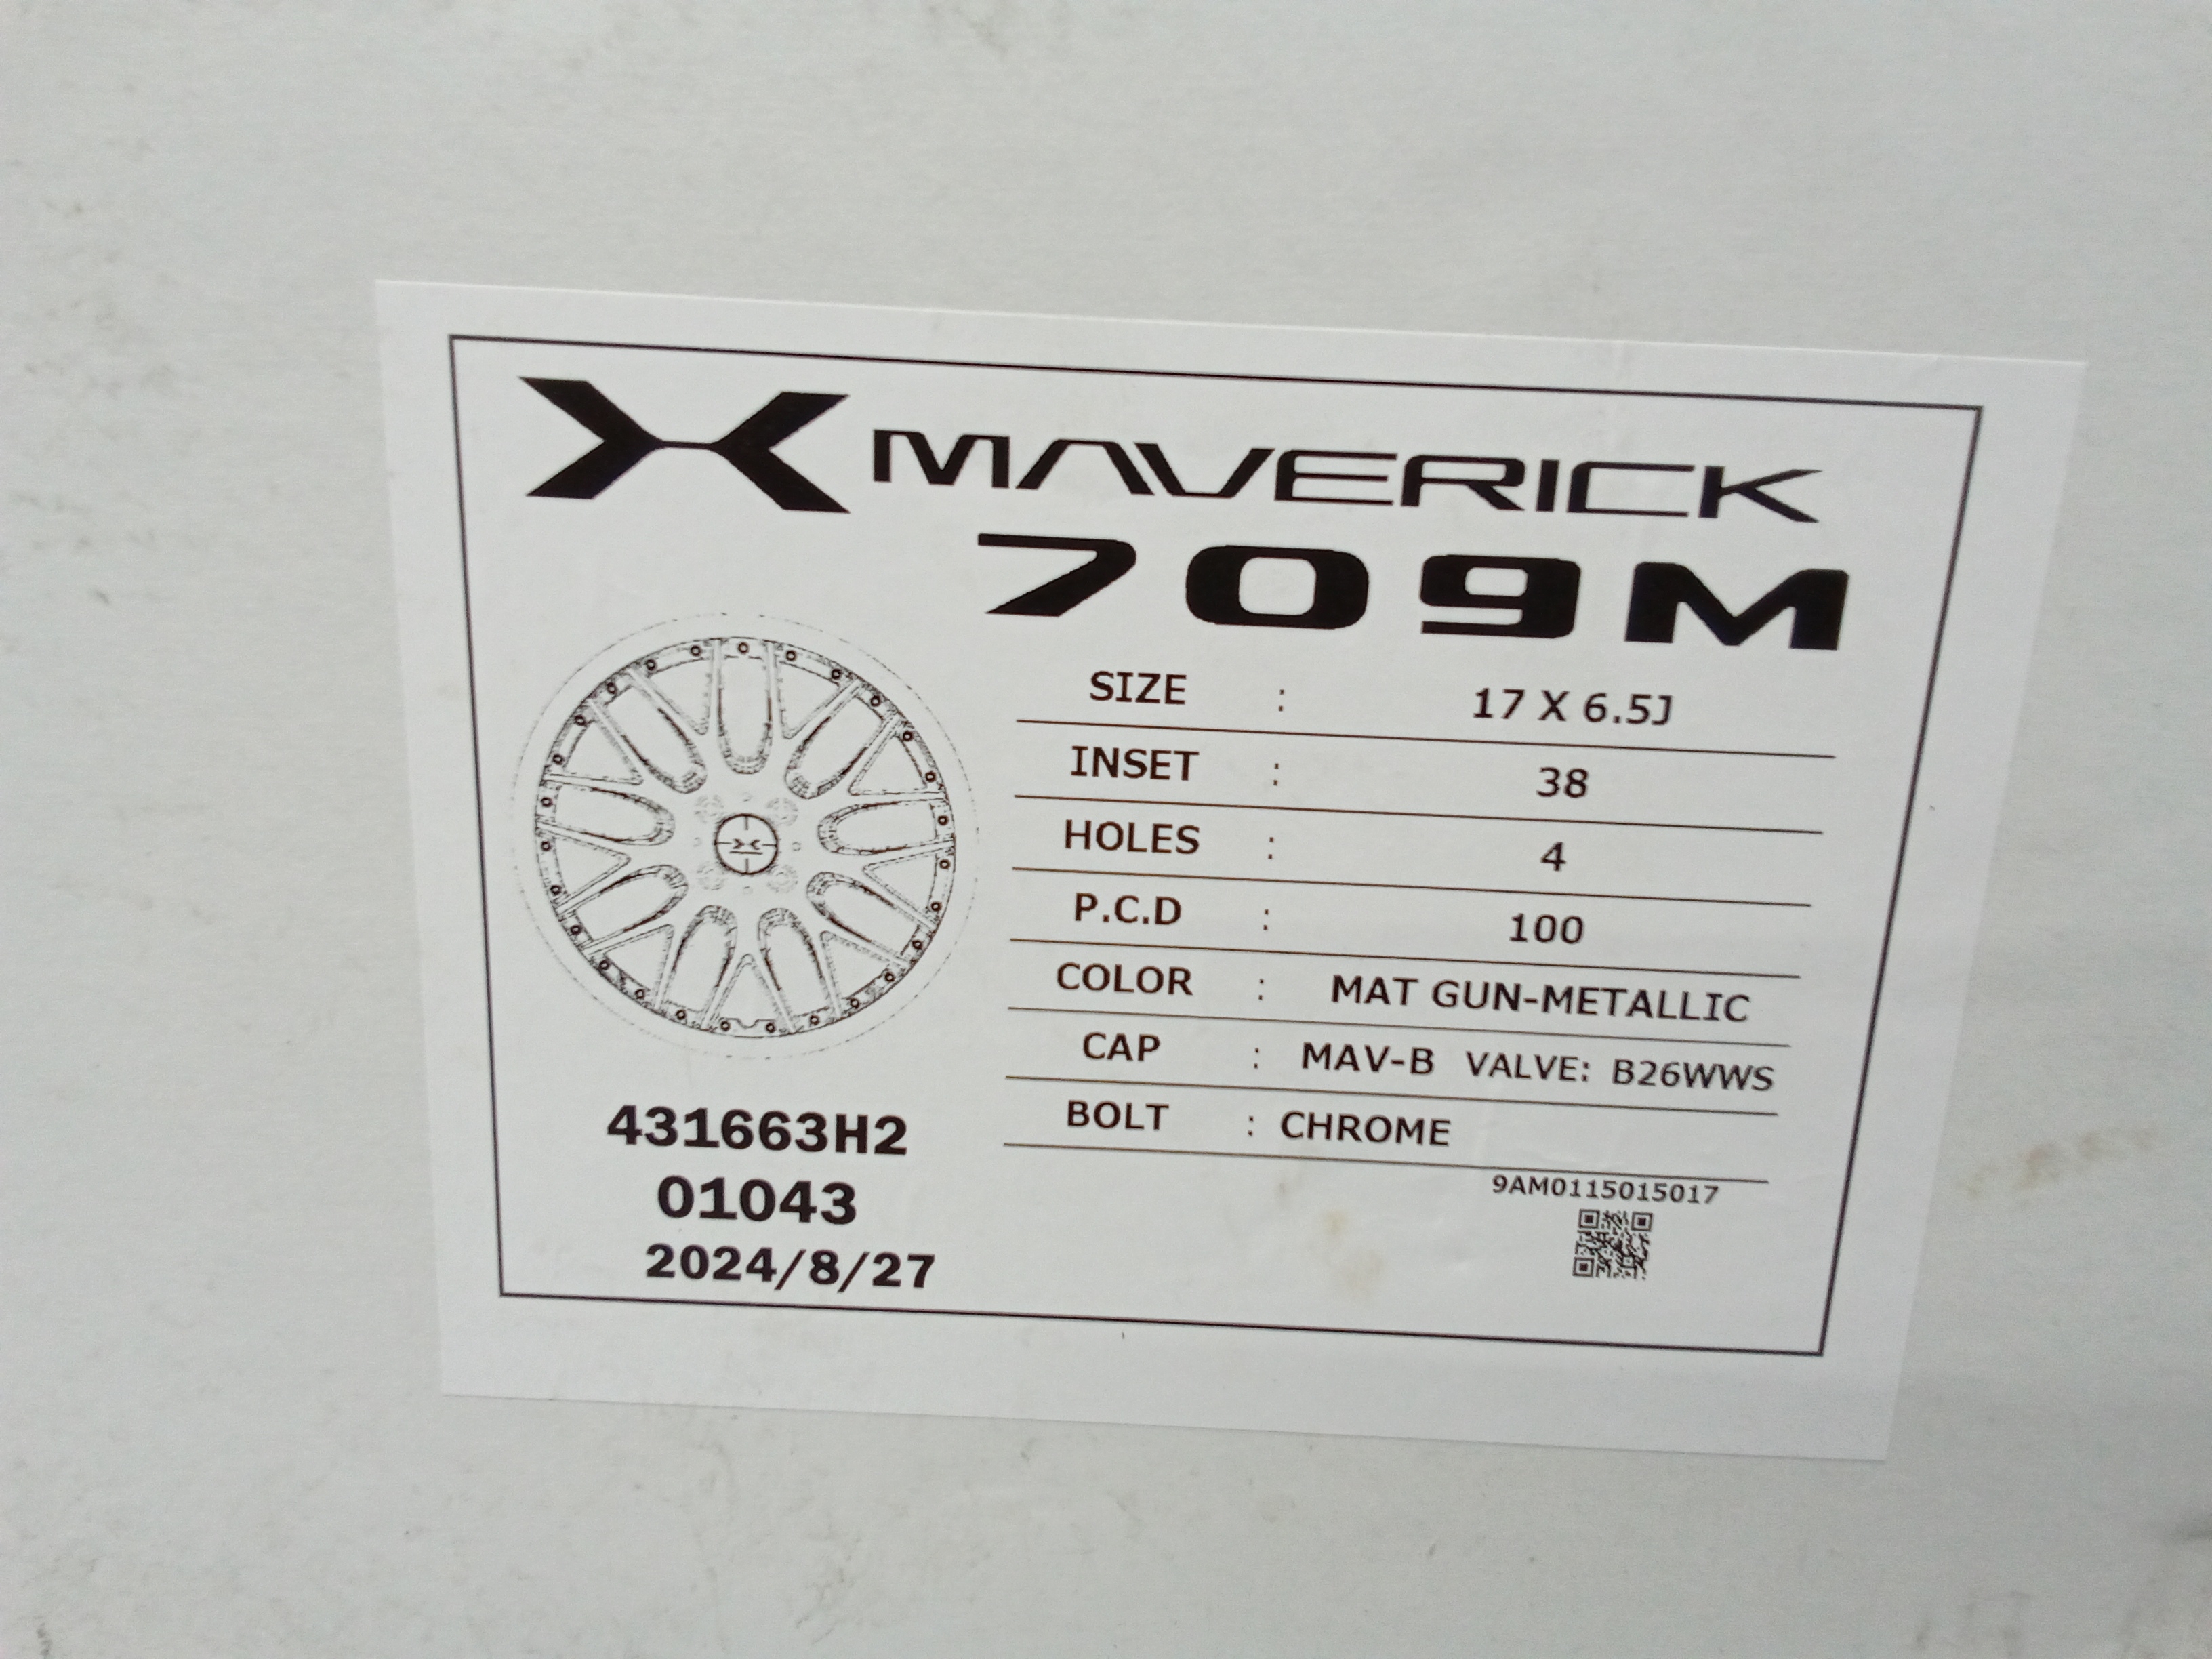 MAVERICK
709M
SIZE : 17 X 6.5J
INSET : 38
HOLES : 4
P.C.D : 100
COLOR : MAT GUN-METALLIC
CAP : MAV-B VALVE: B26WWS
BOLT : CHROME
431663H2
01043
2024/8/27
9AM0115015017